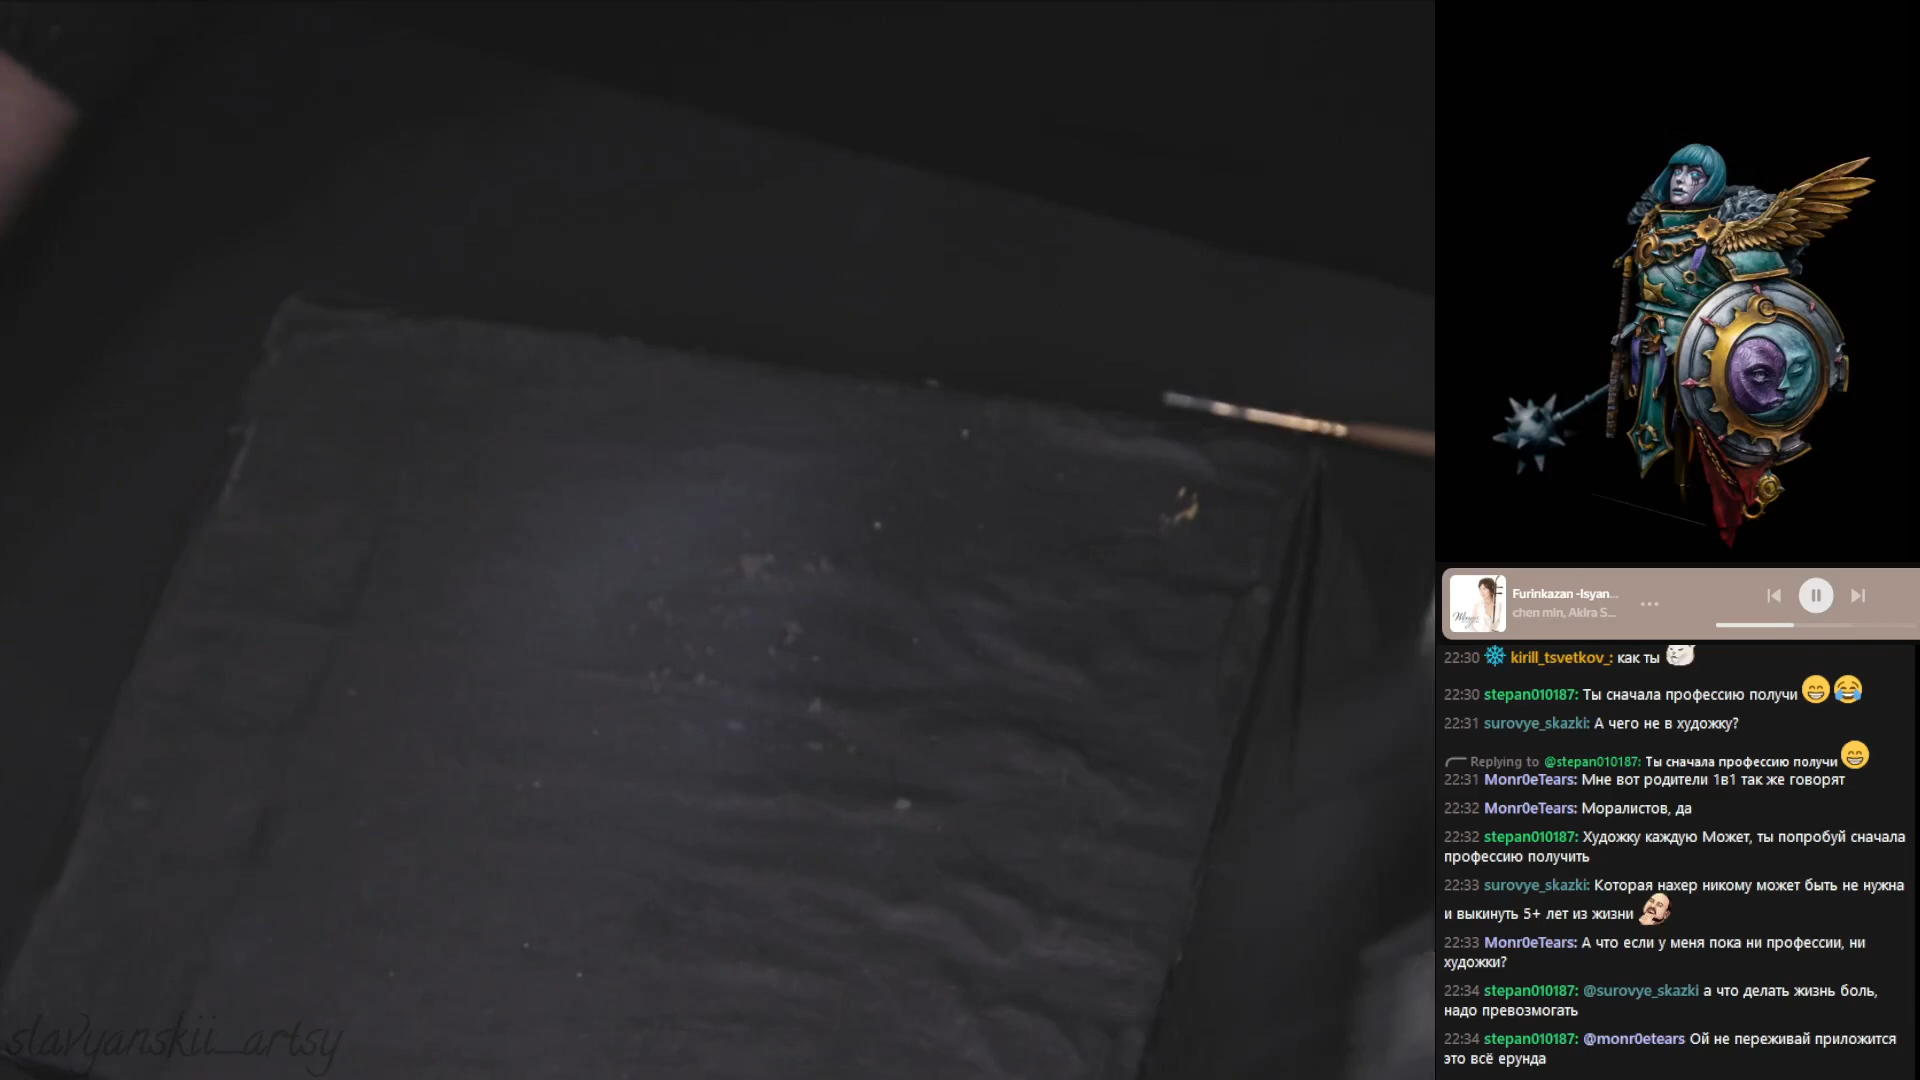 Furinkazan -Isyan...
chen min, Akira S...
22:30 kirill_tsvetkov_: как ты
22:30 stepan010187: Ты сначала профессию получи
22:31 surovye_skazki: А чего не в художку?
Replying to @stepan010187: Ты сначала профессию получи
22:31 Monr0eTears: Мне вот родители 1в1 так же говорят
22:32 Monr0eTears: Моралистов, да
22:32 stepan010187: Художку каждую Может, ты попробуй сначала
профессию получить
22:33 surovye_skazki: Которая нахер никому может быть не нужна
и выкинуть 5+ лет из жизни
22:33 Monr0eTears: А что если у меня пока ни профессии, ни
художки?
22:34 stepan010187: @surovye_skazki а что делать жизнь боль,
надо превозмогать
22:34 stepan010187: @monr0etears Ой не переживай приложится
это всё ерунда
slavyanskii_artsy